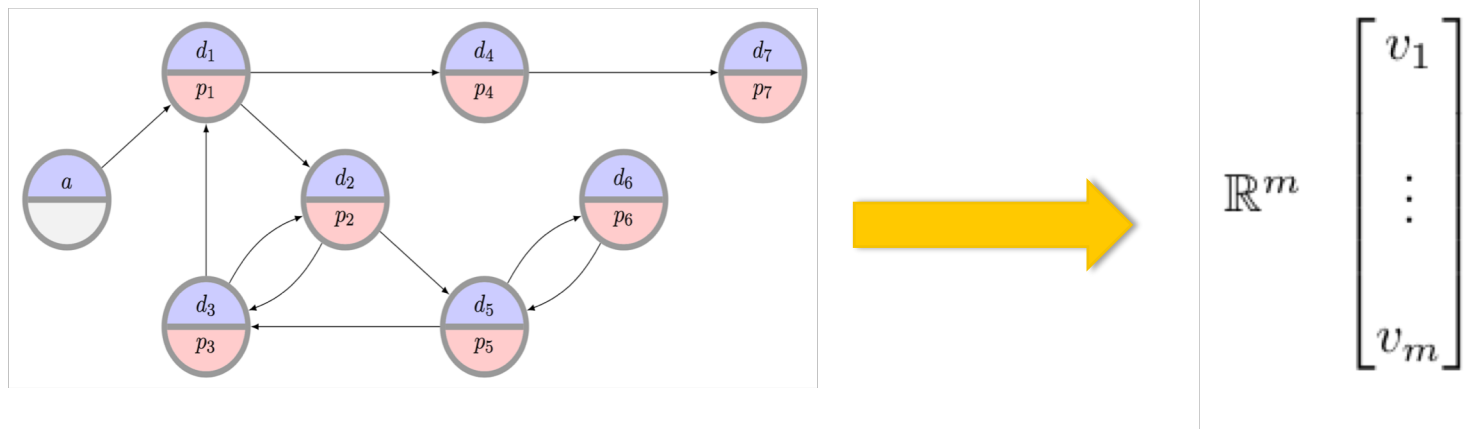 d₁
p₁
d₄
p₄
d₇
p₇
a
d₂
p₂
d₆
p₆
d₃
p₃
d₅
p₅
ℝᵐ
v₁
⋮
vₘ